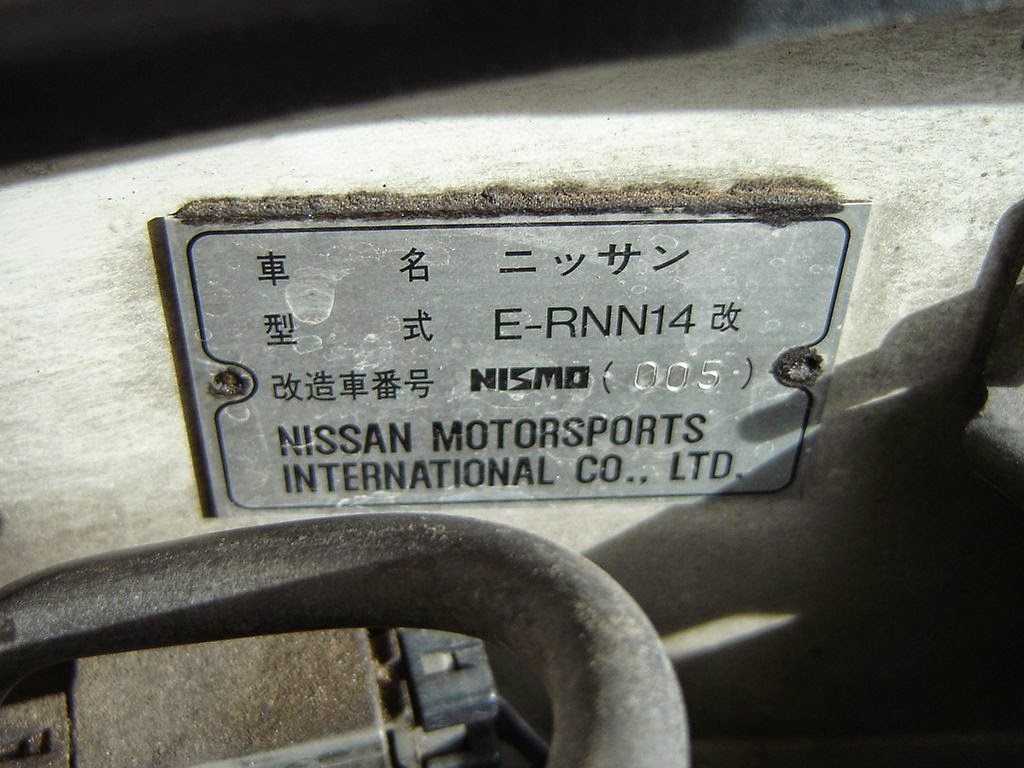 車名 ニッサン
型式 E-RNN14 改
改造車番号 NISMO (005)
NISSAN MOTORSPORTS
INTERNATIONAL CO., LTD.